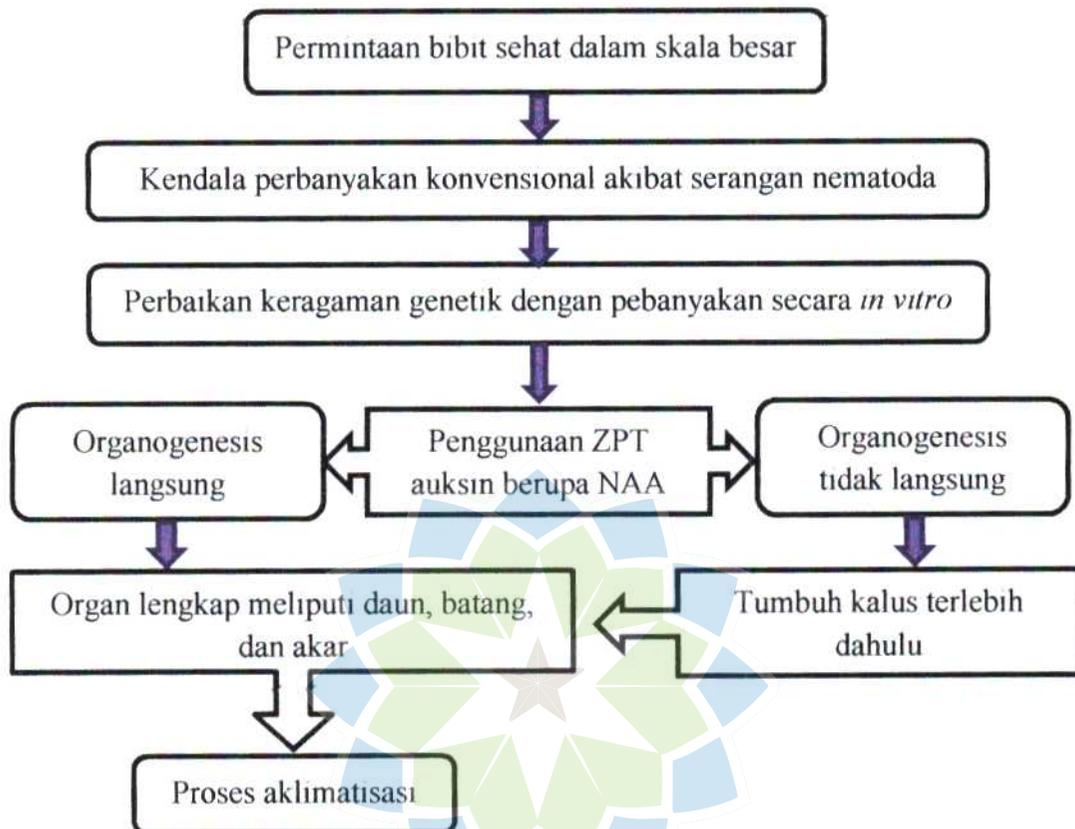 Permintaan bibit sehat dalam skala besar
Kendala perbanyakan konvensional akibat serangan nematoda
Perbaikan keragaman genetik dengan pebanyakan secara in vitro
Organogenesis
langsung
Penggunaan ZPT
auksin berupa NAA
Organogenesis
tidak langsung
Organ lengkap meliputi daun, batang,
dan akar
Tumbuh kalus terlebih
dahulu
Proses aklimatisasi